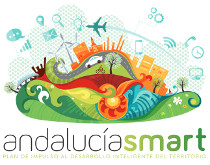 andalucíasmart
PLAN DE IMPULSO AL DESARROLLO INTELIGENTE DEL TERRITORIO